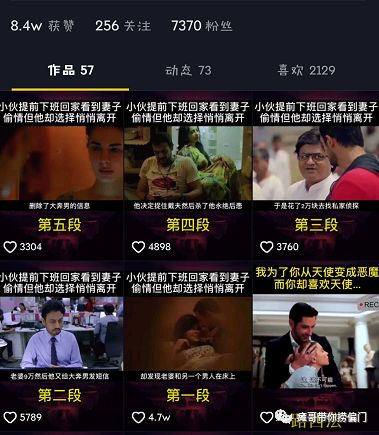 8.4w 获赞 256 关注 7370 粉丝
作品 57 动态 73 喜欢 2129
小伙提前下班回家看到妻子
偷情但他却选择悄悄离开
删除了大奔男的信息
第五段
3304
小伙提前下班回家看到妻子
偷情但他却选择悄悄离开
他决定捉住戴夫然后杀了他永绝后患
第四段
4898
小伙提前下班回家看到妻子
偷情但他却选择悄悄离开
于是花了2万块去找私家侦探
第三段
3760
小伙提前下班回家看到妻子
偷情但他却选择悄悄离开
老婆9万然后他又给大奔男发短信
第二段
5789
小伙提前下班回家看到妻子
偷情但他却选择悄悄离开
却发现老婆和另一个男人在床上
第一段
4.7w
我为了你从天使变成恶魔
而你却喜欢天使...
REC
路西法
雍哥带你捞偏门